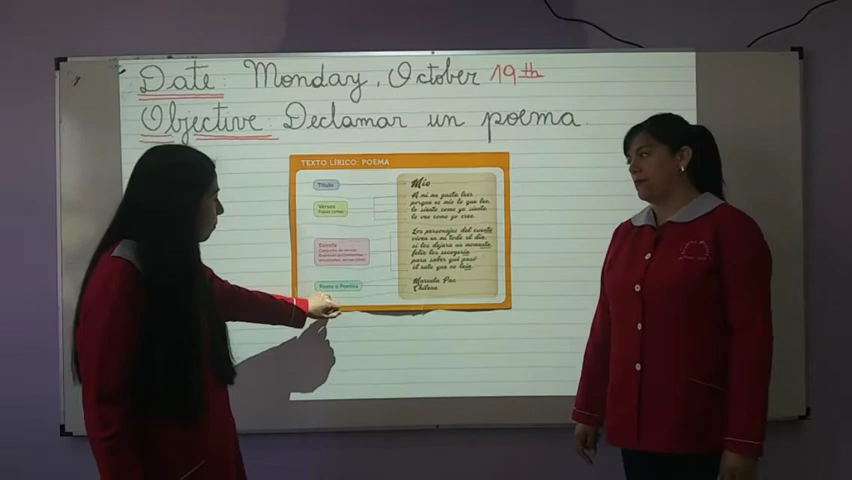 Date: Monday, October 19th
Objective: Declamar un poema.
TEXTO LÍRICO: POEMA
Título
Versos
Estrofa
Poeta o Poetisa
Mío
A mí me gusta leer
porque es mío lo que leo,
lo siento como yo siento,
lo veo como yo creo.
Los personajes del cuento
viven en mí todo el día,
si los dejara un momento
feliz los recogería
para saber qué pasó
al rato que no leía.
Marcela Paz
Chilena